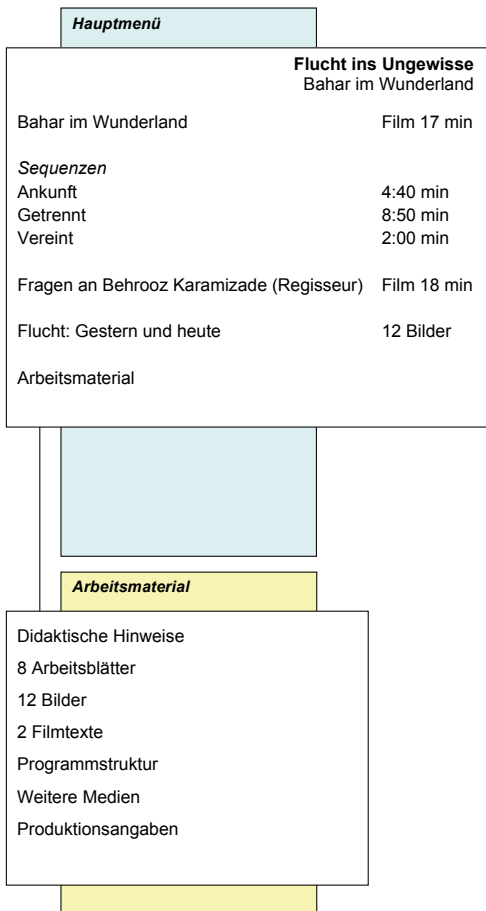 Hauptmenü
Flucht ins Ungewisse
Bahar im Wunderland
Bahar im Wunderland Film 17 min
Sequenzen
Ankunft 4:40 min
Getrennt 8:50 min
Vereint 2:00 min
Fragen an Behrooz Karamizade (Regisseur) Film 18 min
Flucht: Gestern und heute 12 Bilder
Arbeitsmaterial
Arbeitsmaterial
Didaktische Hinweise
8 Arbeitsblätter
12 Bilder
2 Filmtexte
Programmstruktur
Weitere Medien
Produktionsangaben